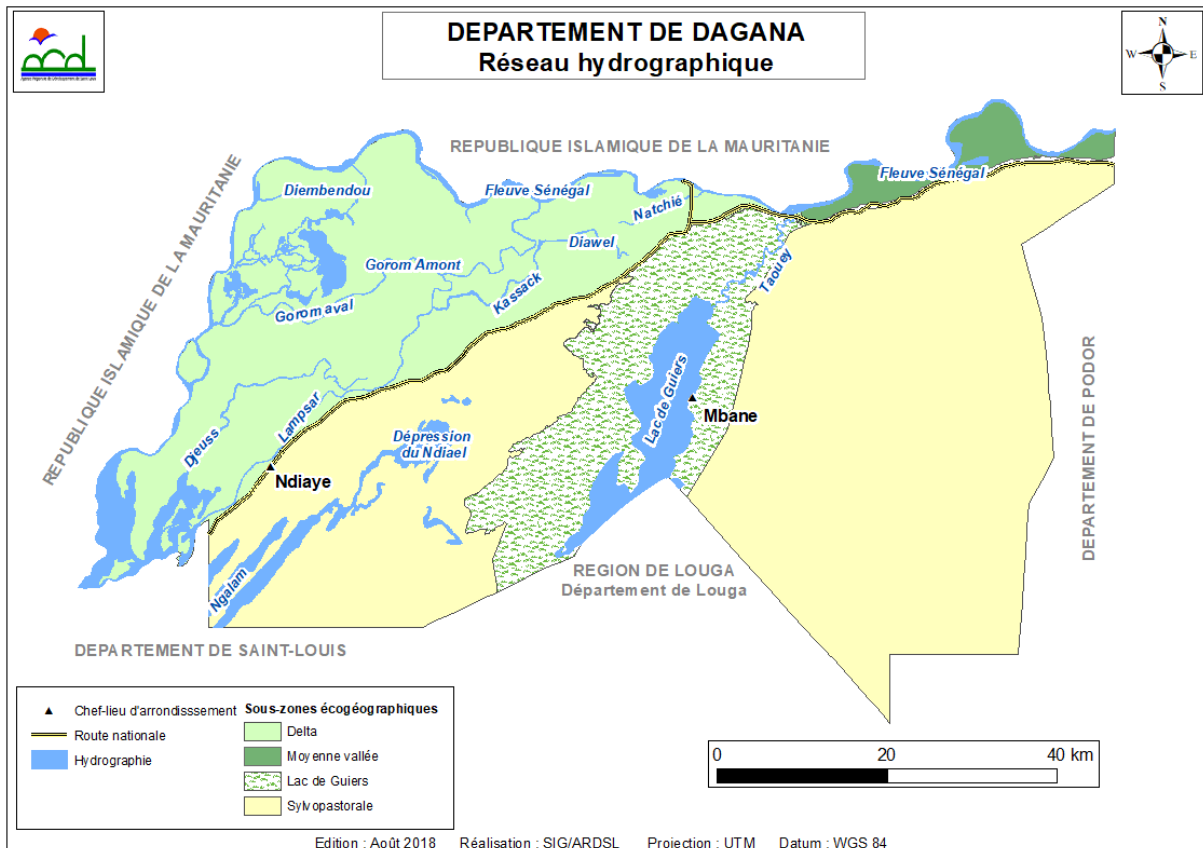 DEPARTEMENT DE DAGANA
Réseau hydrographique
N
W
E
S
REPUBLIQUE ISLAMIQUE DE LA MAURITANIE
REPUBLIQUE ISLAMIQUE DE LA MAURITANIE
Diembendou
Fleuve Sénégal
Fleuve Sénégal
Natchié
Diawel
Gorom Amont
Taouey
Kassack
Gorom aval
Lac de Guiers
Mbane
DEPARTEMENT DE PODOR
Lampsar
Djeuss
Dépression
du Ndiael
Ndiaye
Ngalam
REGION DE LOUGA
Département de Louga
DEPARTEMENT DE SAINT-LOUIS
Chef-lieu d'arrondisssement
Route nationale
Hydrographie
Sous-zones écogéographiques
Delta
Moyenne vallée
Lac de Guiers
Sylvopastorale
0 20 40 km
Edition : Août 2018 Réalisation : SIG/ARDSL Projection : UTM Datum : WGS 84